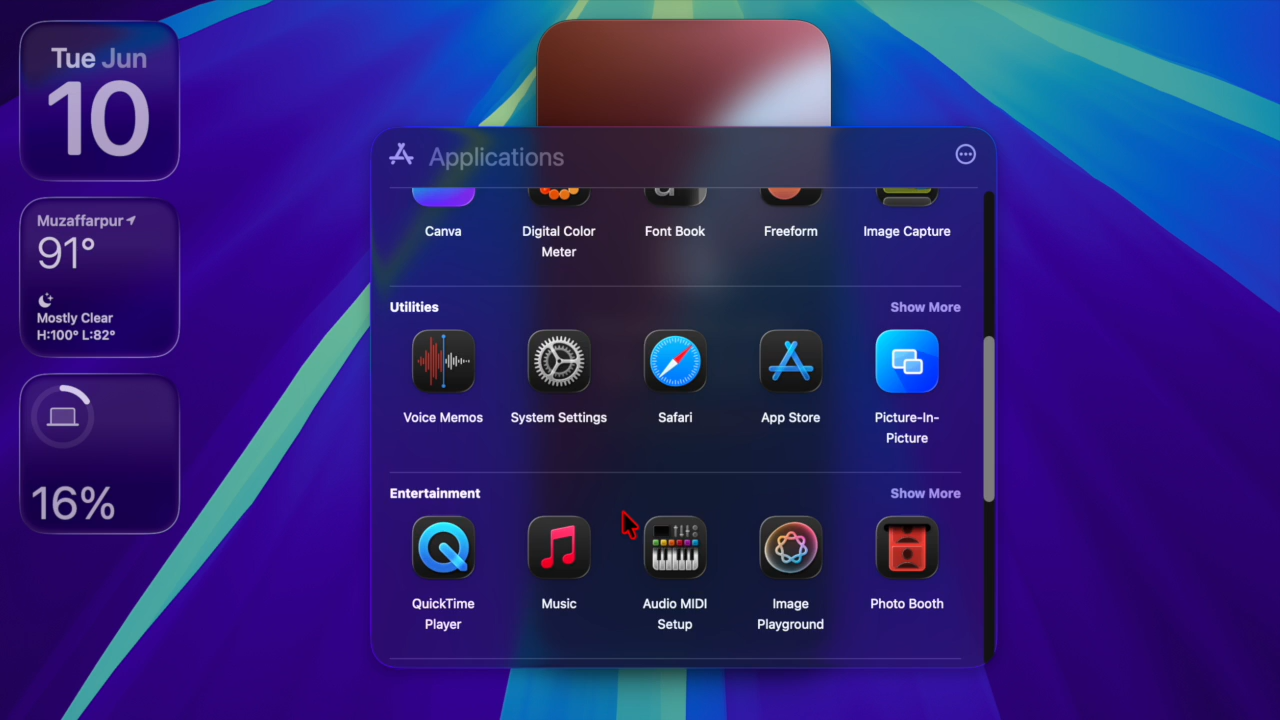 Tue Jun
10
Muzaffarpur
91°
Mostly Clear
H:100° L:82°
16%
Applications
Canva
Digital Color
Meter
Font Book
Freeform
Image Capture
Utilities
Show More
Voice Memos
System Settings
Safari
App Store
Picture-In-
Picture
Entertainment
Show More
QuickTime
Player
Music
Audio MIDI
Setup
Image
Playground
Photo Booth